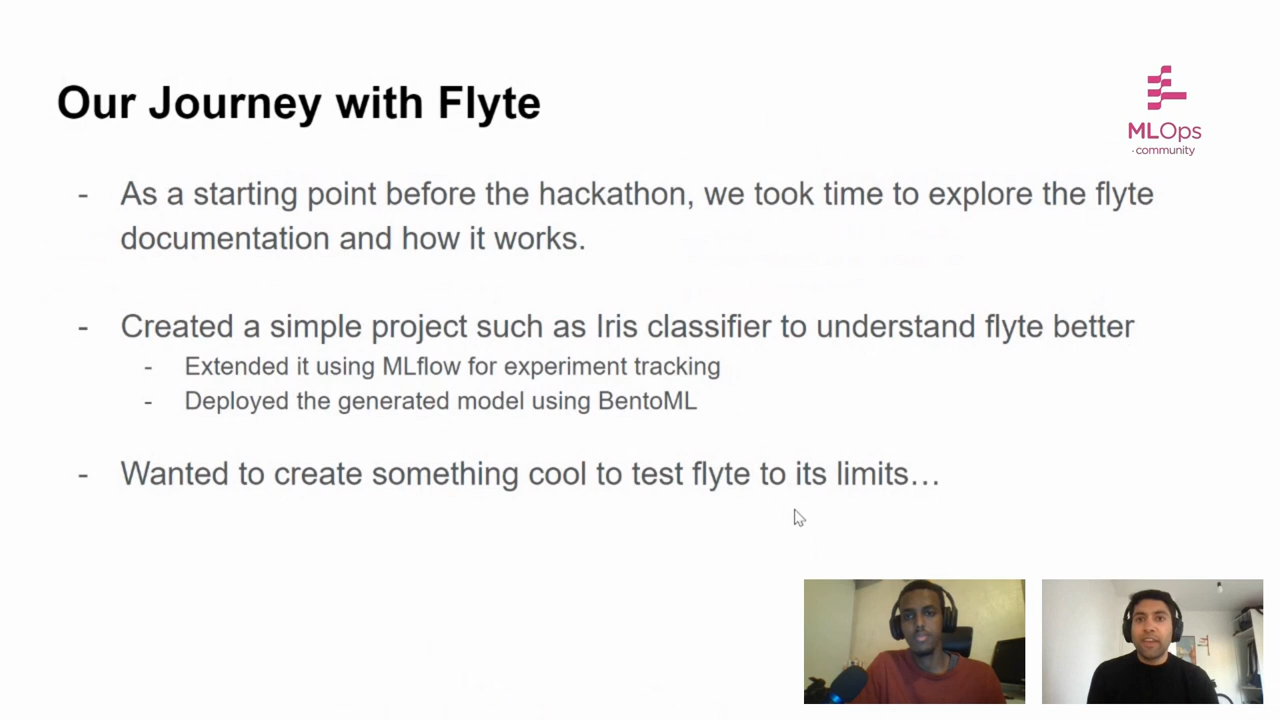 Our Journey with Flyte
MLOps
·community
- As a starting point before the hackathon, we took time to explore the flyte
documentation and how it works.
- Created a simple project such as Iris classifier to understand flyte better
- Extended it using MLflow for experiment tracking
- Deployed the generated model using BentoML
- Wanted to create something cool to test flyte to its limits…